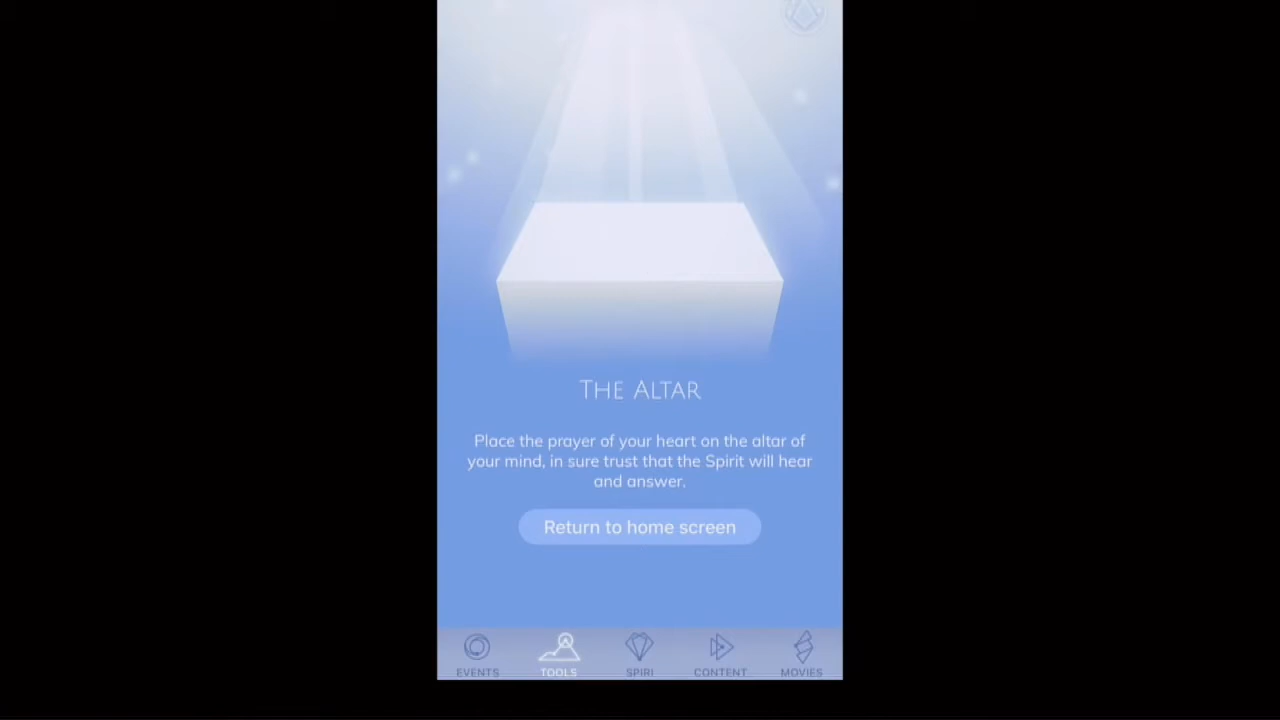 THE ALTAR
Place the prayer of your heart on the altar of
your mind, in sure trust that the Spirit will hear
and answer.
Return to home screen
EVENTS TOOLS SPIRI CONTENT MOVIES